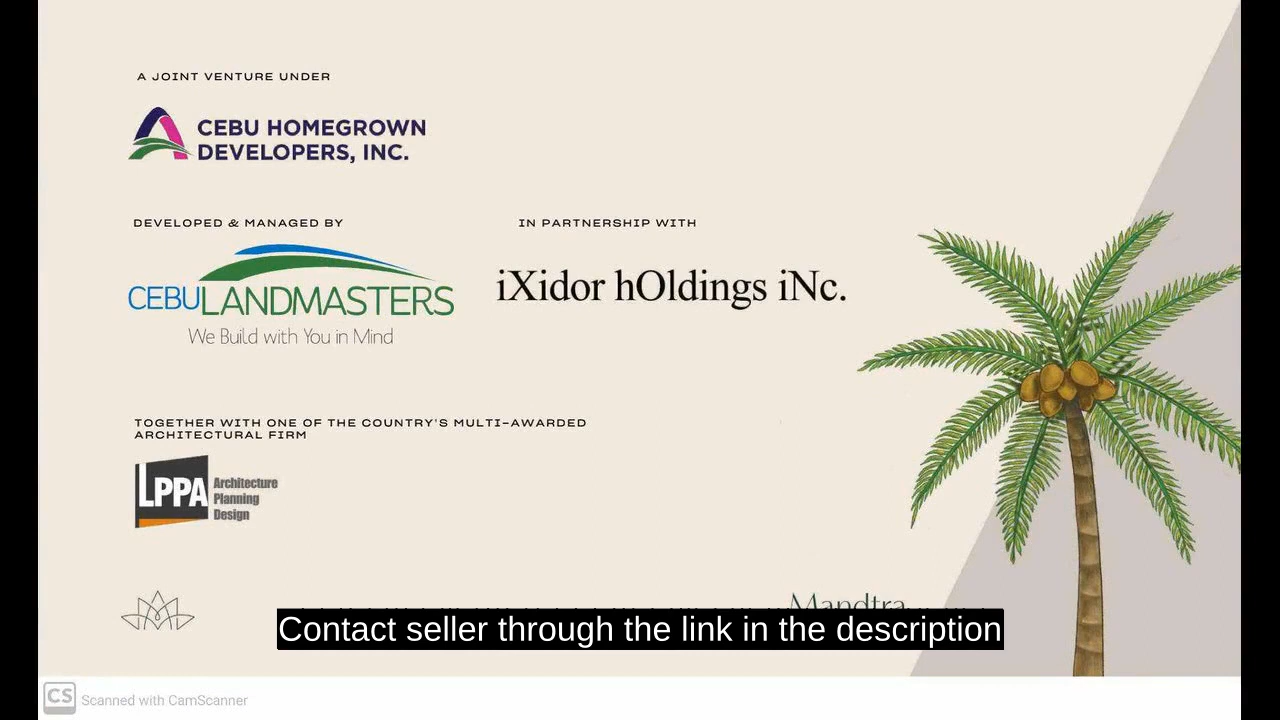 A JOINT VENTURE UNDER
CEBU HOMEGROWN
DEVELOPERS, INC.
DEVELOPED & MANAGED BY
IN PARTNERSHIP WITH
CEBULANDMASTERS
We Build with You in Mind
iXidor hOldings iNc.
TOGETHER WITH ONE OF THE COUNTRY'S MULTI-AWARDED
ARCHITECTURAL FIRM
LPPA Architecture
Planning
Design
Mandtra
Contact seller through the link in the description
CS Scanned with CamScanner